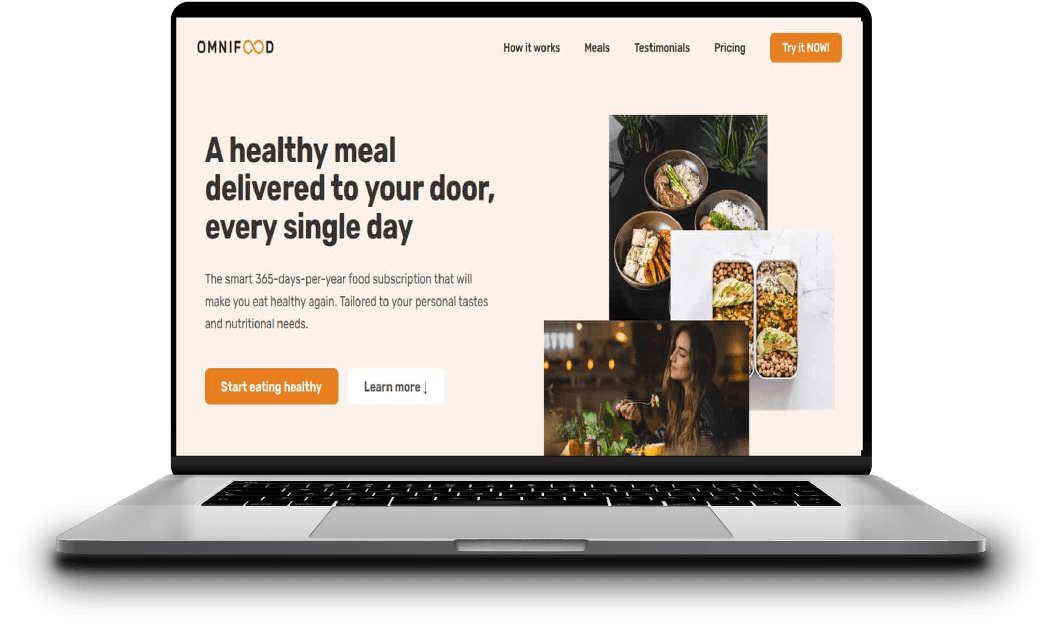 OMNIFOOD
How it works Meals Testimonials Pricing Try it NOW!
A healthy meal
delivered to your door,
every single day
The smart 365-days-per-year food subscription that will
make you eat healthy again. Tailored to your personal tastes
and nutritional needs.
Start eating healthy Learn more ↓